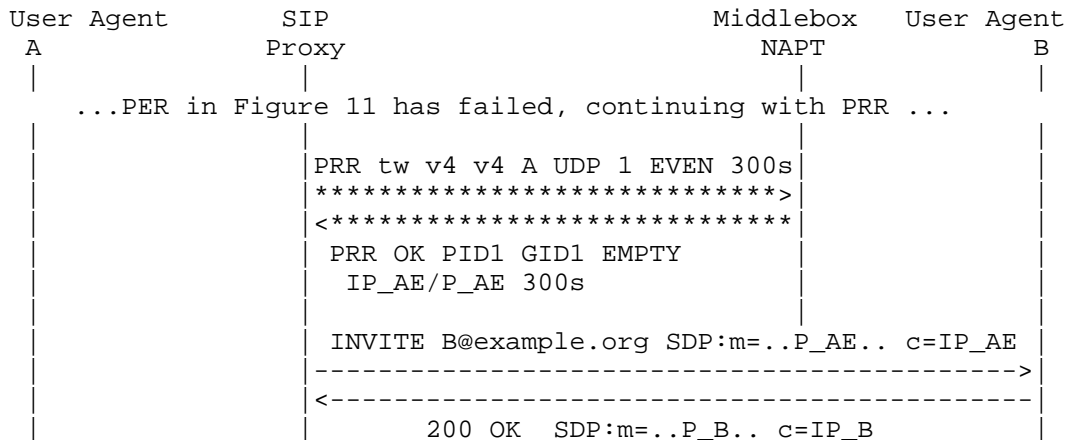 User Agent SIP Middlebox User Agent
A Proxy NAPT B
| | | |
...PER in Figure 11 has failed, continuing with PRR ...
| | | |
| |PRR tw v4 v4 A UDP 1 EVEN 300s| |
| |*****************************>| |
| |<*****************************| |
| | PRR OK PID1 GID1 EMPTY | |
| | IP_AE/P_AE 300s | |
| | | |
| | INVITE B@example.org SDP:m=..P_AE.. c=IP_AE |
| |-------------------------------------------->|
| |<--------------------------------------------|
| | 200 OK SDP:m=..P_B.. c=IP_B |